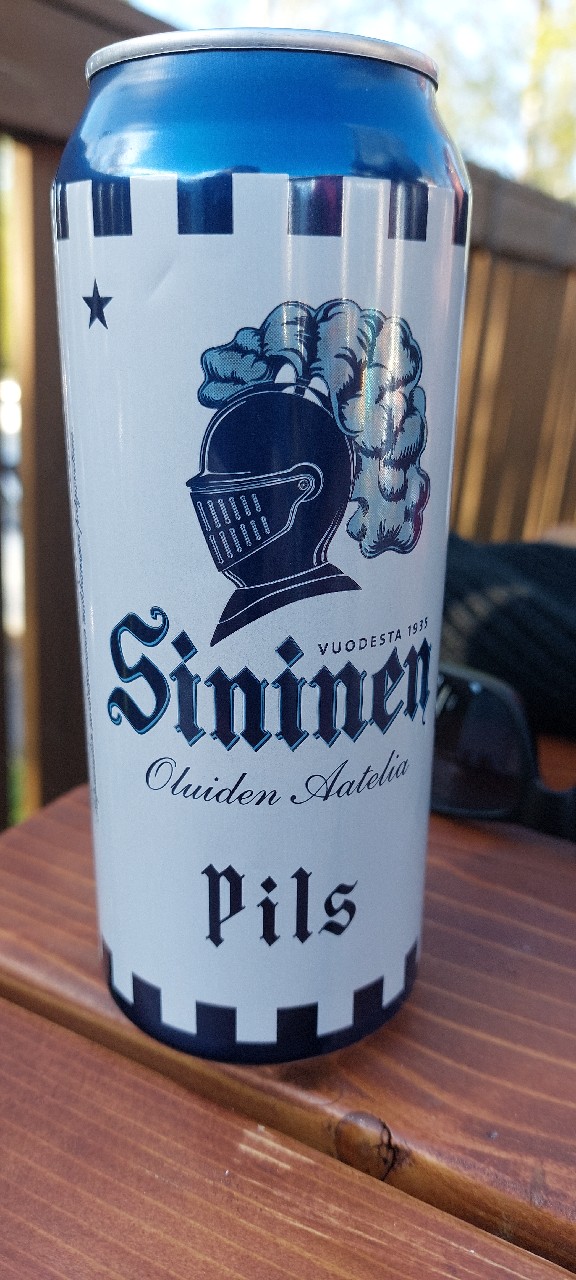 VUODESTA 1935
Sininen
Oluiden Aatelia
Pils